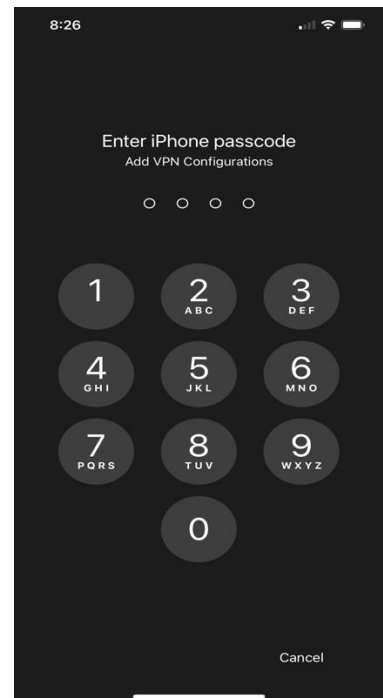 8:26
Enter iPhone passcode
Add VPN Configurations
1 2 3
ABC DEF
4 5 6
GHI JKL MNO
7 8 9
PQRS TUV WXYZ
0
Cancel